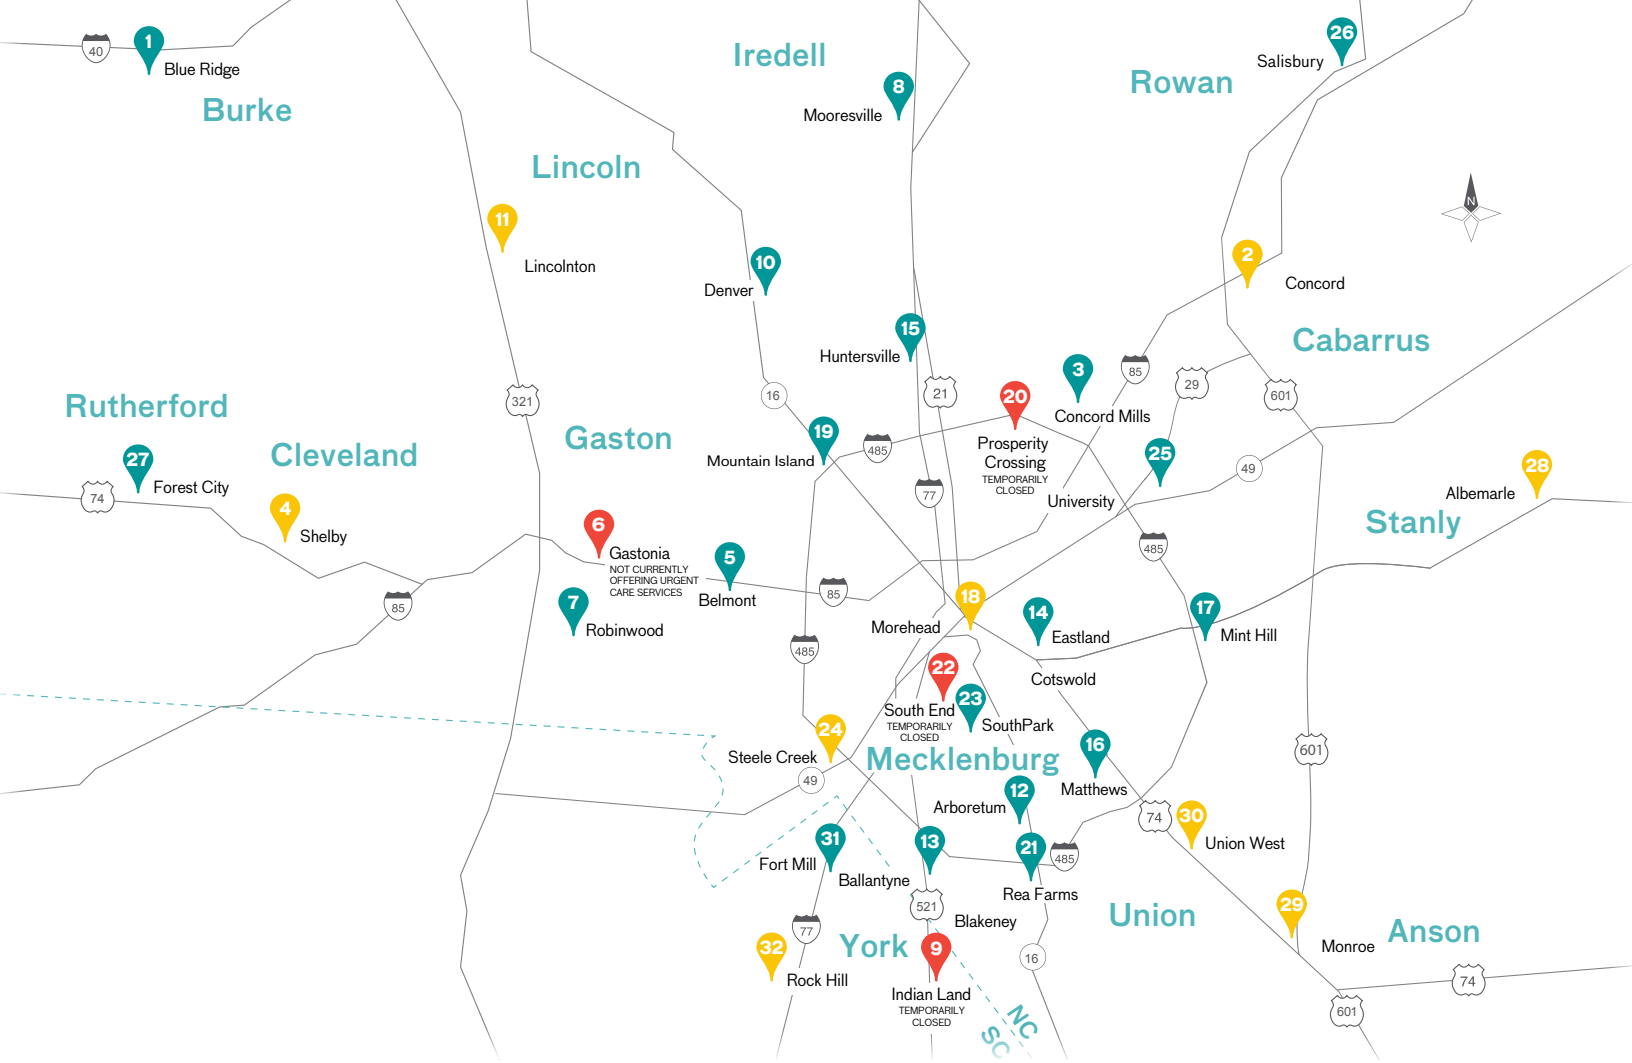 1
40
Blue Ridge
Burke
Iredell
8
Mooresville
26
Salisbury
Rowan
Lincoln
11
Lincolnton
10
Denver
N
2
Concord
15
Huntersville
Cabarrus
85
3
29
601
Concord Mills
321
16
21
20
Prosperity
Crossing
TEMPORARILY
CLOSED
Rutherford
Gaston
19
Mountain Island
485
Cleveland
27
Forest City
74
4
Shelby
25
49
28
Albemarle
77
University
Stanly
6
Gastonia
NOT CURRENTLY
OFFERING URGENT
CARE SERVICES
5
Belmont
485
85
85
7
Robinwood
18
Morehead
14
Eastland
17
Mint Hill
485
22
South End
TEMPORARILY
CLOSED
Cotswold
23
SouthPark
24
Steele Creek
Mecklenburg
16
Matthews
601
49
12
Arboretum
74
30
Union West
31
Fort Mill
13
Ballantyne
21
Rea Farms
485
521
Blakeney
Union
29
Monroe
Anson
77
York
32
Rock Hill
9
Indian Land
TEMPORARILY
CLOSED
16
74
601
NC
SC